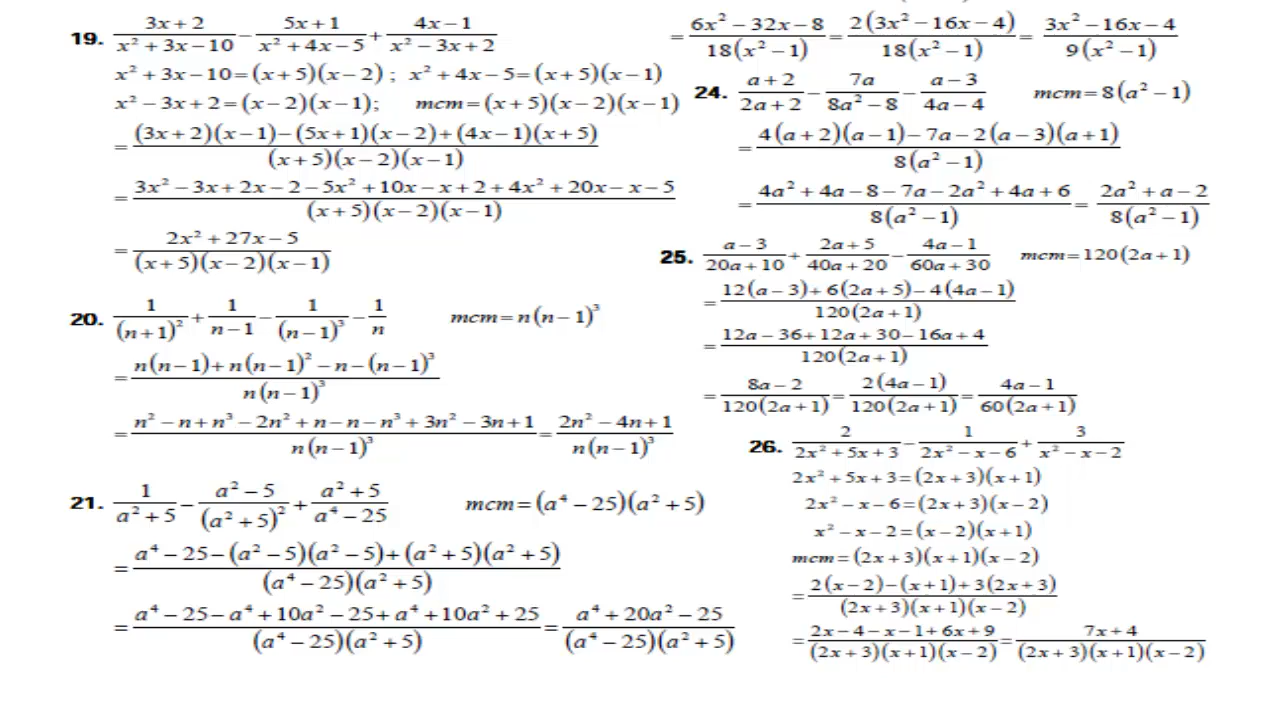 19. (3x + 2)/(x² + 3x − 10) − (5x + 1)/(x² + 4x − 5) + (4x − 1)/(x² − 3x + 2)
x² + 3x − 10 = (x + 5)(x − 2) ; x² + 4x − 5 = (x + 5)(x − 1)
x² − 3x + 2 = (x − 2)(x − 1); mcm = (x + 5)(x − 2)(x − 1)
= ((3x + 2)(x − 1) − (5x + 1)(x − 2) + (4x − 1)(x + 5))/((x + 5)(x − 2)(x − 1))
= (3x² − 3x + 2x − 2 − 5x² + 10x − x + 2 + 4x² + 20x − x − 5)/((x + 5)(x − 2)(x − 1))
= (2x² + 27x − 5)/((x + 5)(x − 2)(x − 1))
20. 1/(n + 1)² + 1/(n − 1) − 1/(n − 1)³ − 1/n mcm = n(n − 1)³
= (n(n − 1) + n(n − 1)² − n − (n − 1)³)/(n(n − 1)³)
= (n² − n + n³ − 2n² + n − n − n³ + 3n² − 3n + 1)/(n(n − 1)³) = (2n² − 4n + 1)/(n(n − 1)³)
21. 1/(a² + 5) − (a² − 5)/(a² + 5)² + (a² + 5)/(a⁴ − 25) mcm = (a⁴ − 25)(a² + 5)
= (a⁴ − 25 − (a² − 5)(a² − 5) + (a² + 5)(a² + 5))/((a⁴ − 25)(a² + 5))
= (a⁴ − 25 − a⁴ + 10a² − 25 + a⁴ + 10a² + 25)/((a⁴ − 25)(a² + 5)) = (a⁴ + 20a² − 25)/((a⁴ − 25)(a² + 5))
= (6x² − 32x − 8)/(18(x² − 1)) = (2(3x² − 16x − 4))/(18(x² − 1)) = (3x² − 16x − 4)/(9(x² − 1))
24. (a + 2)/(2a + 2) − 7a/(8a² − 8) − (a − 3)/(4a − 4) mcm = 8(a² − 1)
= (4(a + 2)(a − 1) − 7a − 2(a − 3)(a + 1))/(8(a² − 1))
= (4a² + 4a − 8 − 7a − 2a² + 4a + 6)/(8(a² − 1)) = (2a² + a − 2)/(8(a² − 1))
25. (a − 3)/(20a + 10) + (2a + 5)/(40a + 20) − (4a − 1)/(60a + 30) mcm = 120(2a + 1)
= (12(a − 3) + 6(2a + 5) − 4(4a − 1))/(120(2a + 1))
= (12a − 36 + 12a + 30 − 16a + 4)/(120(2a + 1))
= (8a − 2)/(120(2a + 1)) = (2(4a − 1))/(120(2a + 1)) = (4a − 1)/(60(2a + 1))
26. 2/(2x² + 5x + 3) − 1/(2x² − x − 6) + 3/(x² − x − 2)
2x² + 5x + 3 = (2x + 3)(x + 1)
2x² − x − 6 = (2x + 3)(x − 2)
x² − x − 2 = (x − 2)(x + 1)
mcm = (2x + 3)(x + 1)(x − 2)
= (2(x − 2) − (x + 1) + 3(2x + 3))/((2x + 3)(x + 1)(x − 2))
= (2x − 4 − x − 1 + 6x + 9)/((2x + 3)(x + 1)(x − 2)) = (7x + 4)/((2x + 3)(x + 1)(x − 2))